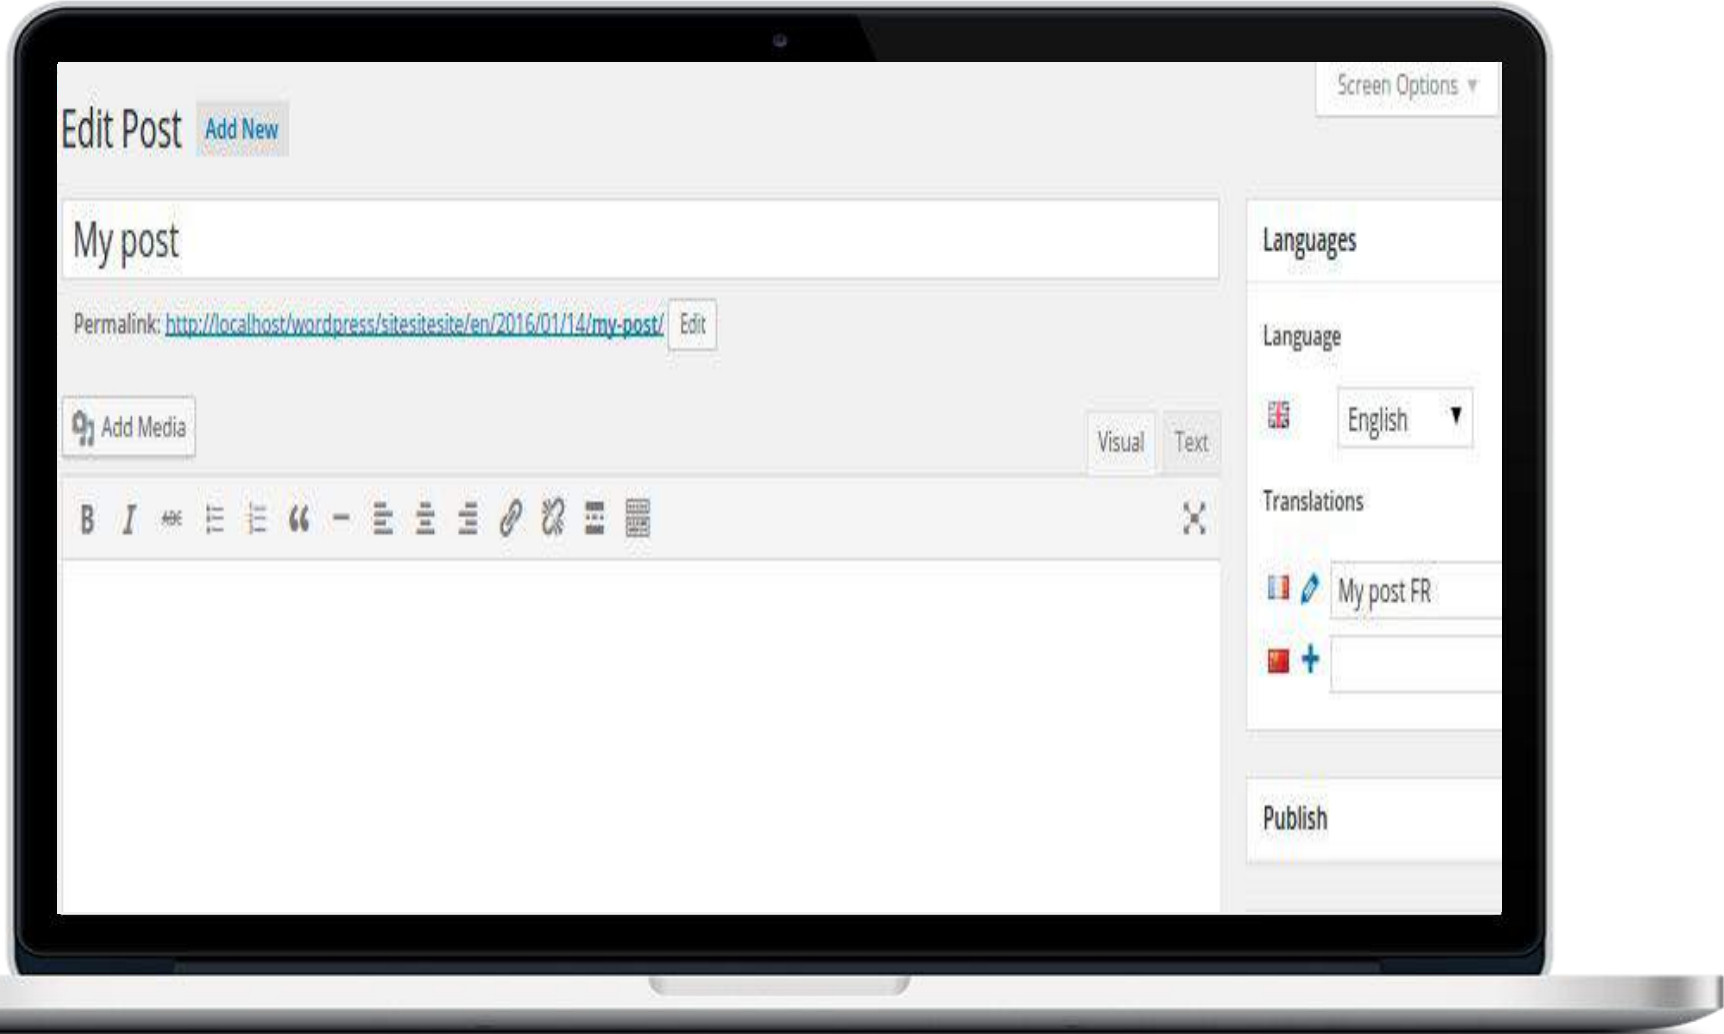 Screen Options
Edit Post Add New
My post
Permalink: http://localhost/wordpress/sitesitesite/en/2016/01/14/my-post/ Edit
Add Media
Visual Text
B I ABC
Languages
Language
English
Translations
My post FR
Publish